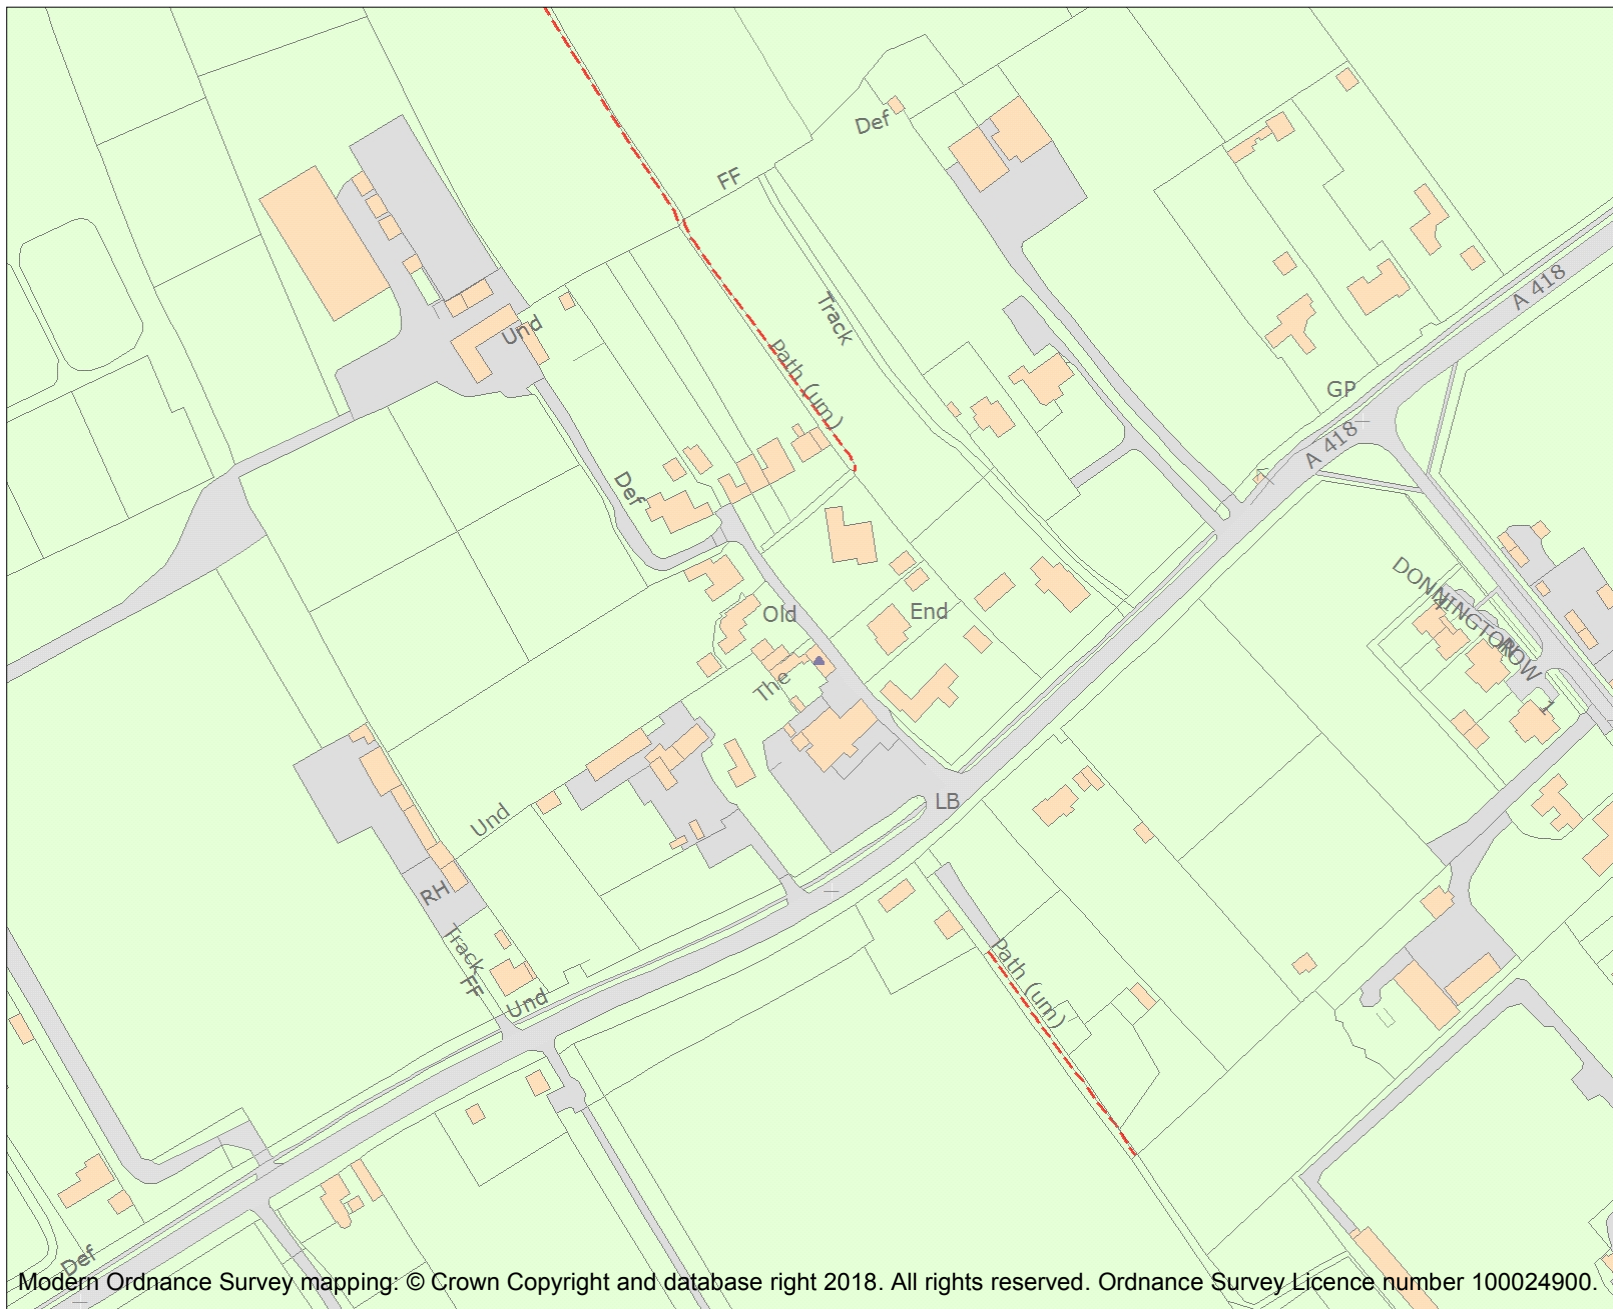 Def
FF
Track
A 418
Und
Path (um)
GP
A 418
Def
DONNINGTON
ROW
1
Old
End
The
LB
Und
RH
Track
FF
Und
Path (um)
Def
Modern Ordnance Survey mapping: © Crown Copyright and database right 2018. All rights reserved. Ordnance Survey Licence number 100024900.